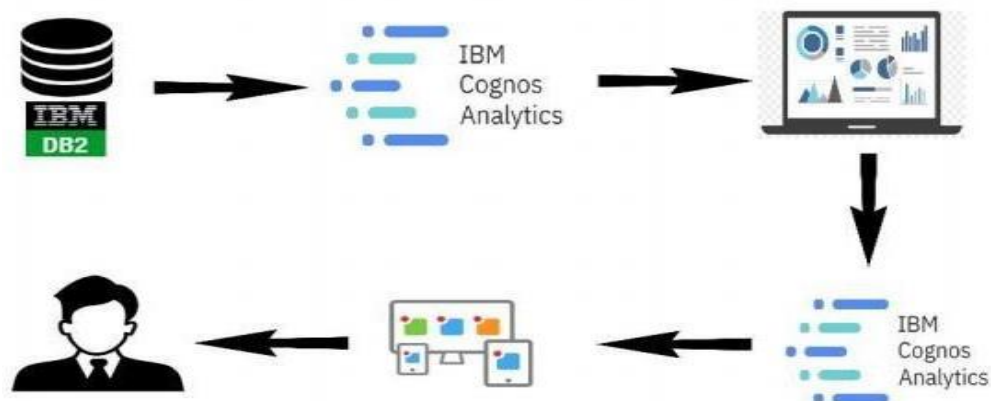 IBM
DB2
IBM
Cognos
Analytics
IBM
Cognos
Analytics